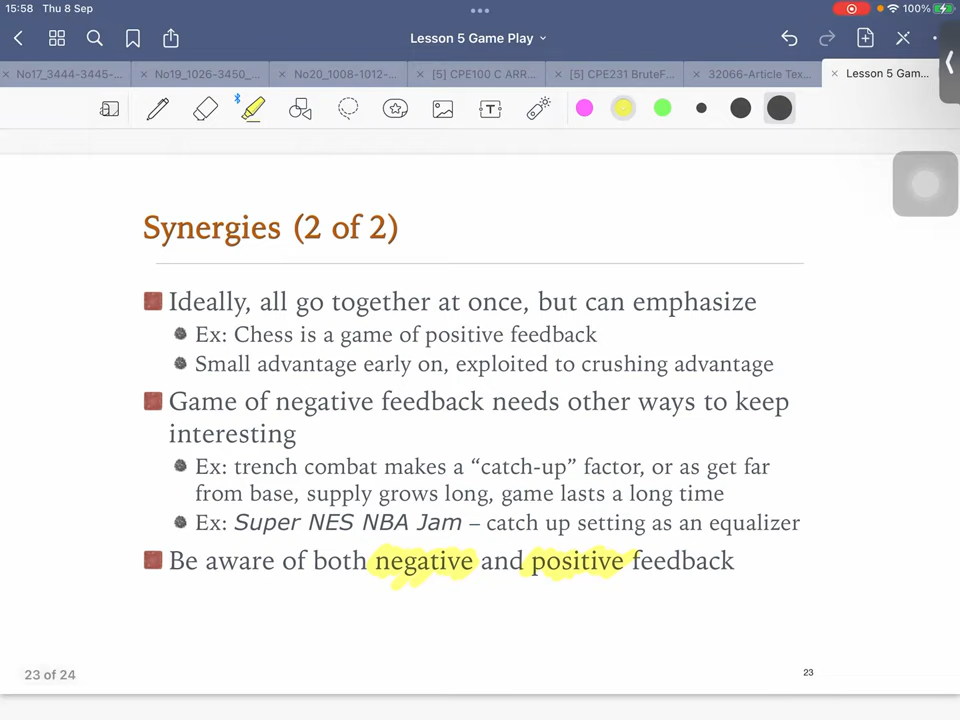 15:58 Thu 8 Sep
100%
Lesson 5 Game Play
No17_3444-3445-...
No19_1026-3450_...
No20_1008-1012-...
[5] CPE100 C ARR...
[5] CPE231 BruteF...
32066-Article Tex...
Lesson 5 Gam...
T
Synergies (2 of 2)
Ideally, all go together at once, but can emphasize
Ex: Chess is a game of positive feedback
Small advantage early on, exploited to crushing advantage
Game of negative feedback needs other ways to keep
interesting
Ex: trench combat makes a “catch-up” factor, or as get far
from base, supply grows long, game lasts a long time
Ex: Super NES NBA Jam – catch up setting as an equalizer
Be aware of both negative and positive feedback
23 of 24
23